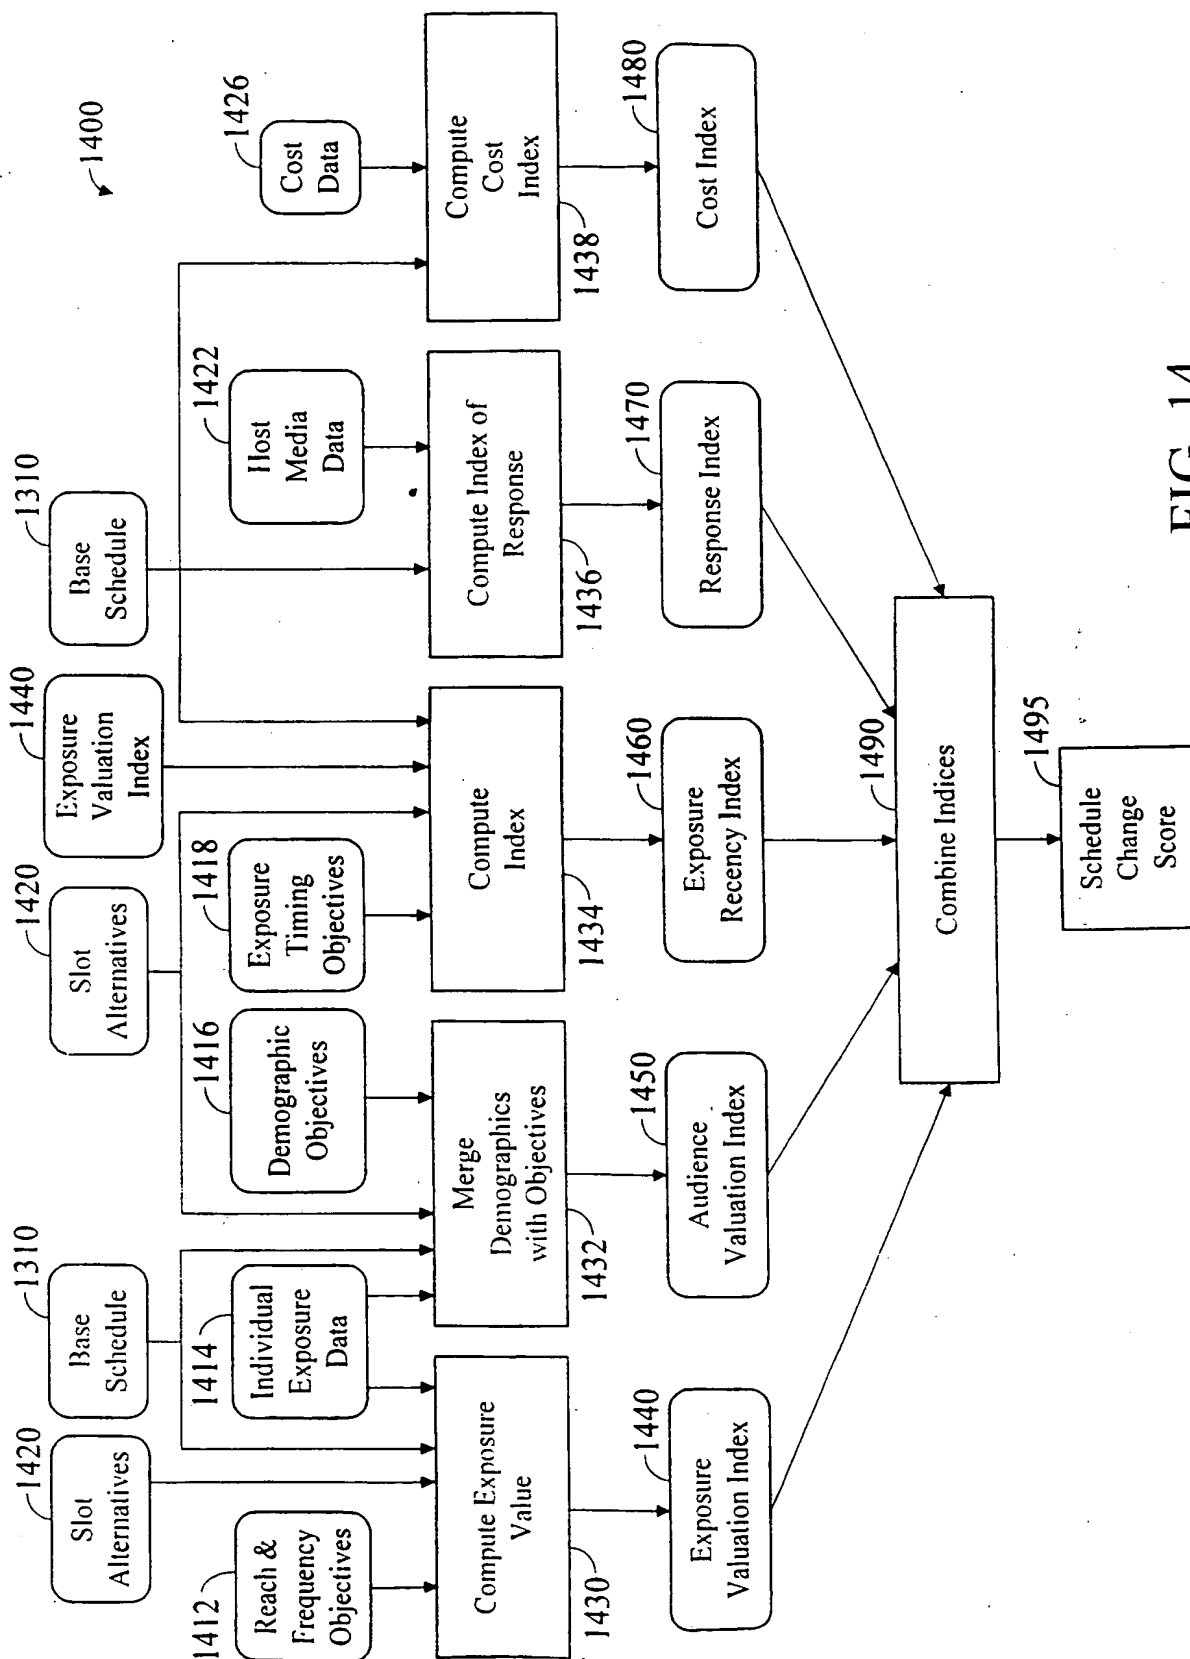 1420
Slot
Alternatives
1310
Base
Schedule
1420
Slot
Alternatives
1440
Exposure
Valuation
Index
1310
Base
Schedule
1400
1412
Reach &
Frequency
Objectives
1414
Individual
Exposure
Data
1416
Demographic
Objectives
1418
Exposure
Timing
Objectives
1422
Host
Media
Data
1426
Cost
Data
Compute Exposure
Value
1430
Merge
Demographics
with Objectives
1432
Compute
Index
1434
Compute Index of
Response
1436
Compute
Cost
Index
1438
1440
Exposure
Valuation Index
1450
Audience
Valuation Index
1460
Exposure
Recency Index
1470
Response Index
1480
Cost Index
1490
Combine Indices
1495
Schedule
Change
Score
FIG. 14